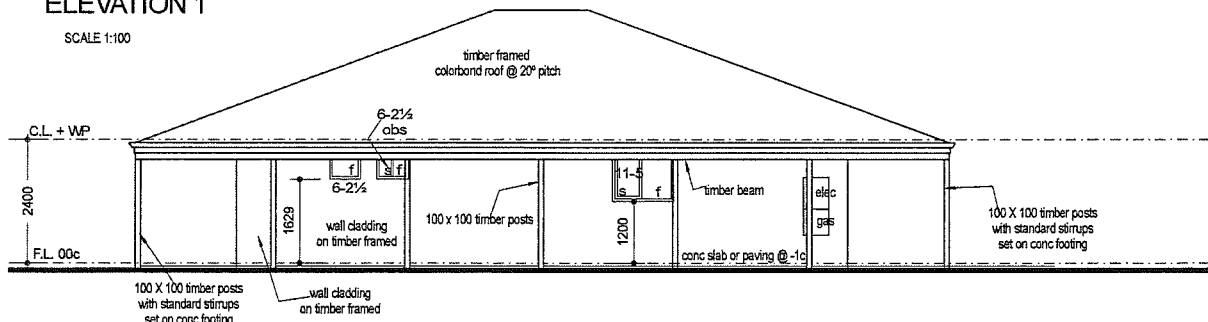 ELEVATION 1
SCALE 1:100
timber framed
colorbond roof @ 20° pitch
6-2½
obs
C.L. + WP
f
s f
6-2½
11-5
s
f
timber beam
elec
gas
2400
1629
wall cladding
on timber framed
100 x 100 timber posts
1200
100 X 100 timber posts
with standard stirrups
set on conc footing
conc slab or paving @ -1c
F.L. 00c
100 X 100 timber posts
with standard stirrups
set on conc footing
wall cladding
on timber framed